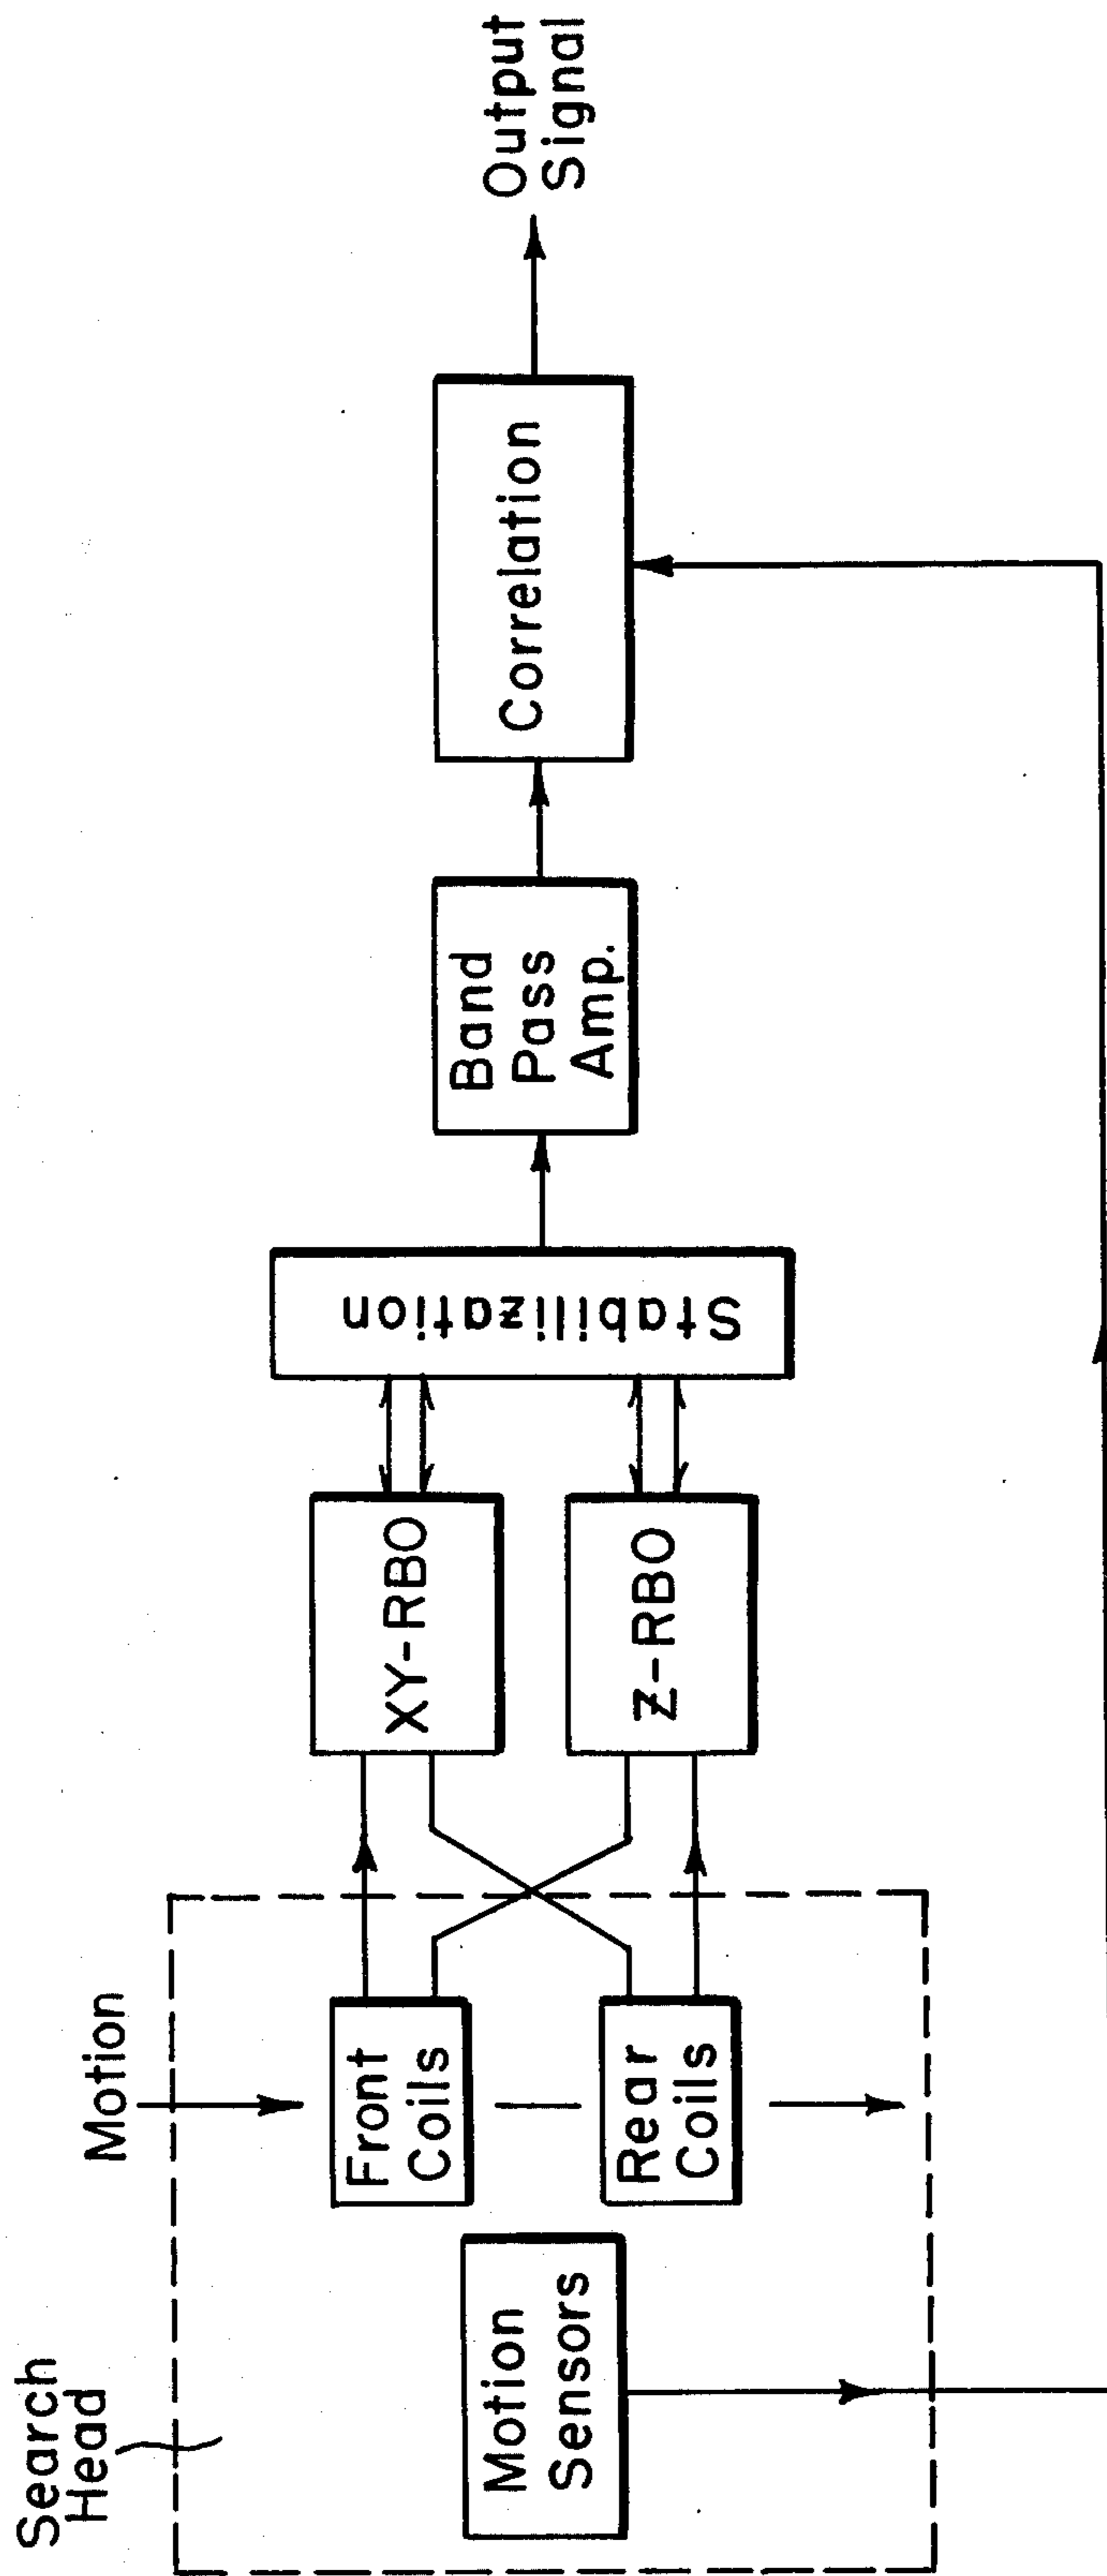 Search
Head
Motion
Motion
Sensors
Front
Coils
Rear
Coils
XY-RBO
Z-RBO
Stabilization
Band
Pass
Amp.
Correlation
Output
Signal